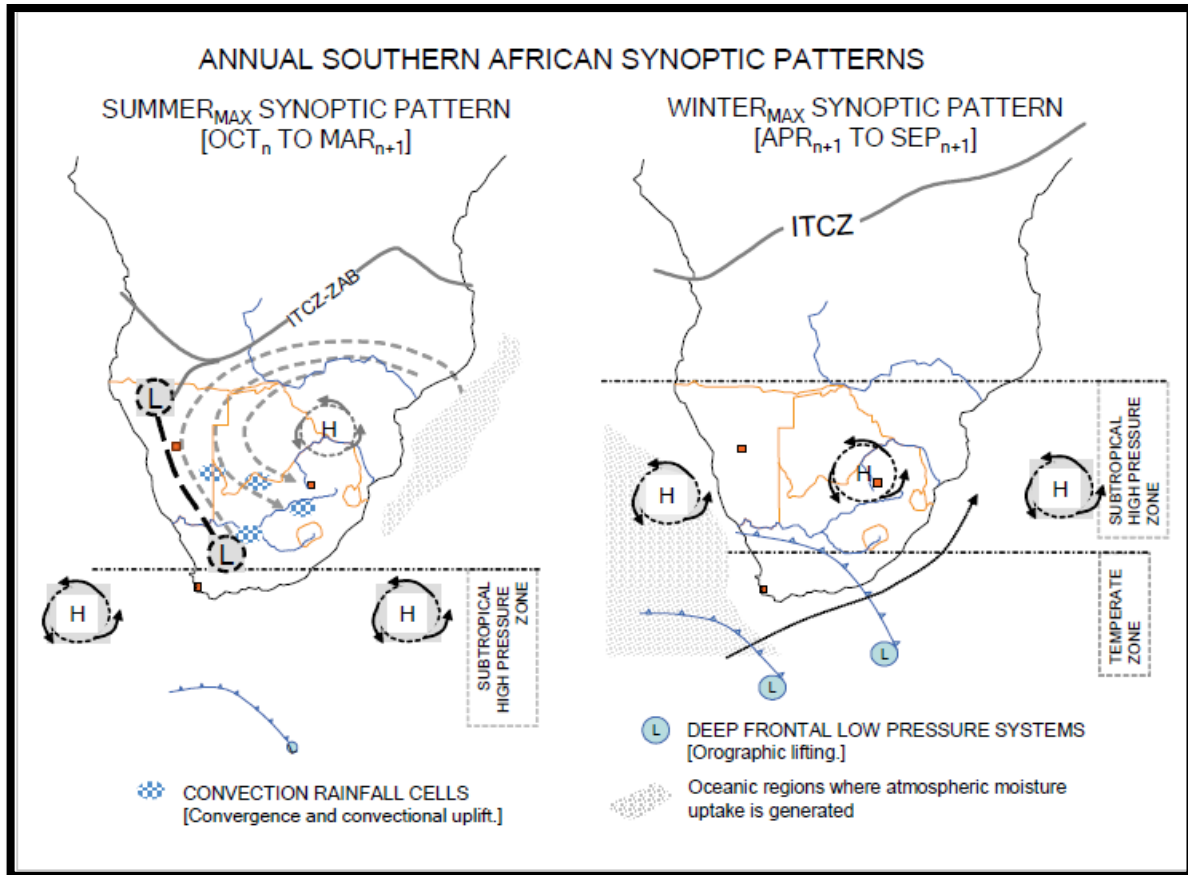 ANNUAL SOUTHERN AFRICAN SYNOPTIC PATTERNS
SUMMERMAX SYNOPTIC PATTERN
[OCTn TO MARn+1]
WINTERMAX SYNOPTIC PATTERN
[APRn+1 TO SEPn+1]
ITCZ-ZAB
L
H
L
H
H
SUBTROPICAL
HIGH PRESSURE
ZONE
L
CONVECTION RAINFALL CELLS
[Convergence and convectional uplift.]
ITCZ
H
H
H
SUBTROPICAL
HIGH PRESSURE
ZONE
TEMPERATE
ZONE
L
L
L
DEEP FRONTAL LOW PRESSURE SYSTEMS
[Orographic lifting.]
Oceanic regions where atmospheric moisture
uptake is generated